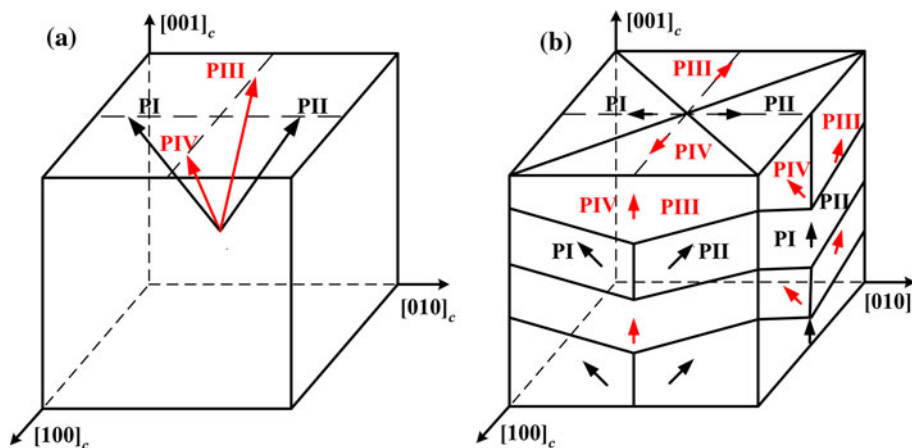 (a)
[001]c
PIII
PI
PII
PIV
[010]c
[100]c
(b)
[001]c
PIII
PI
PII
PIV
PIII
PIV
PIV
PIII
PII
PI
PII
PI
[010]
[100]c